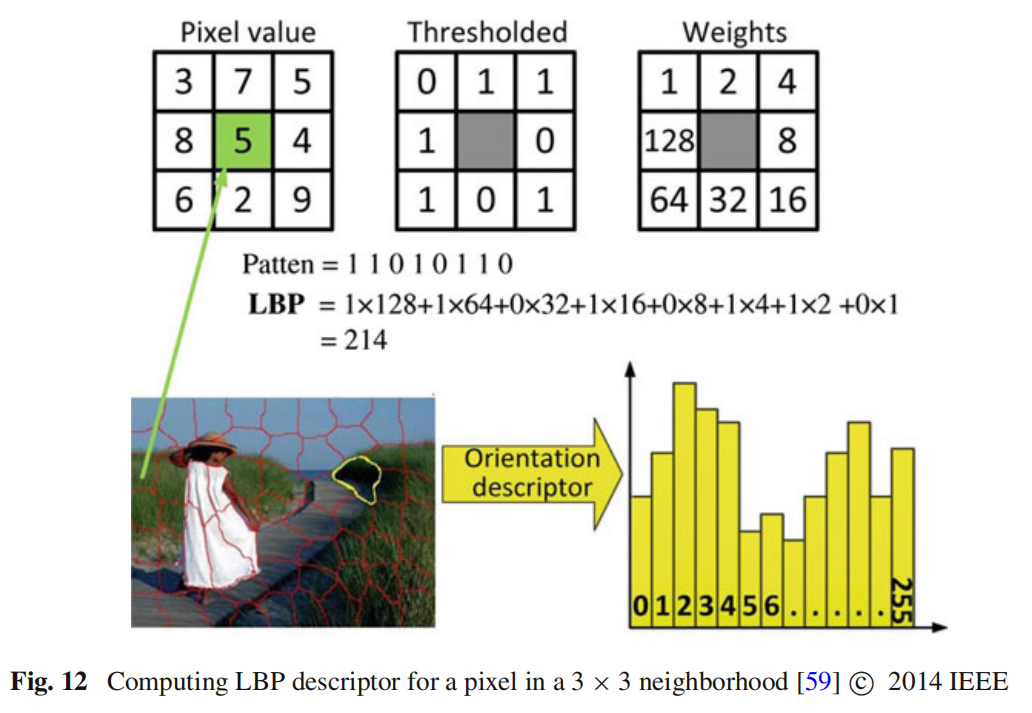 Pixel value Thresholded Weights
3 7 5 0 1 1 1 2 4
8 5 4 1 0 128 8
6 2 9 1 0 1 64 32 16
Patten = 1 1 0 1 0 1 1 0
LBP = 1×128+1×64+0×32+1×16+0×8+1×4+1×2 +0×1
= 214
Orientation
descriptor
0 1 2 3 4 5 6 . . . . . 255
Fig. 12 Computing LBP descriptor for a pixel in a 3 × 3 neighborhood [59] © 2014 IEEE